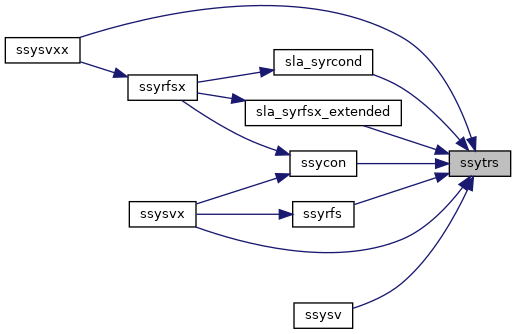 ssysvxx
ssyrfsx
sla_syrcond
sla_syrfsx_extended
ssycon
ssytrs
ssysvx
ssyrfs
ssysv